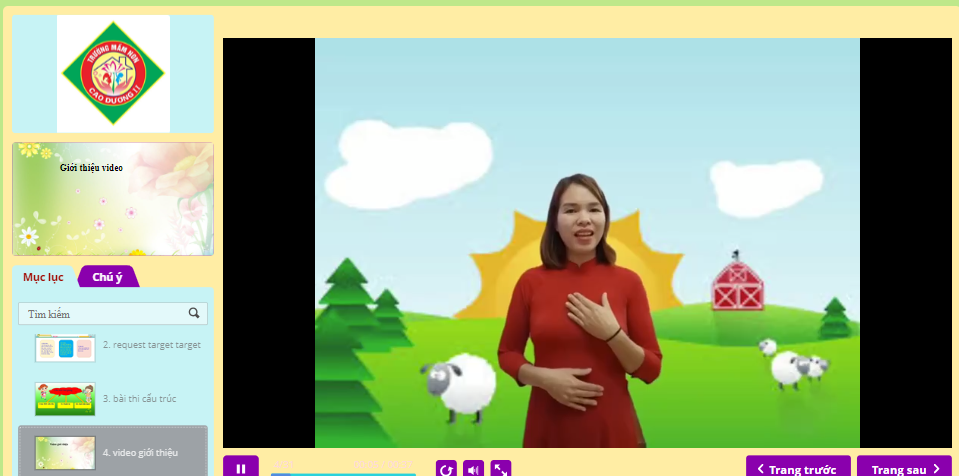 TRƯỜNG MẦM NON
CAO DƯƠNG II
Giới thiệu video
Mục lục
Chú ý
Tìm kiếm
2. request target target
3. bài thi cấu trúc
4. video giới thiệu
Trang trước
Trang sau